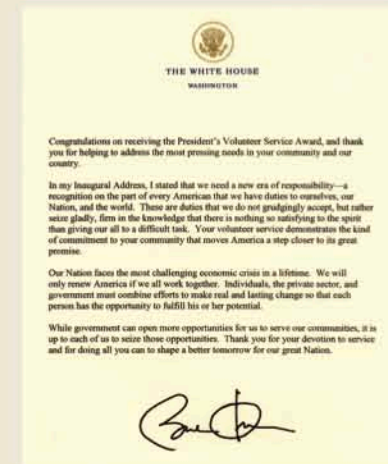 THE WHITE HOUSE
WASHINGTON
Congratulations on receiving the President's Volunteer Service Award, and thank
you for helping to address the most pressing needs in your community and our
country.
In my Inaugural Address, I stated that we need a new era of responsibility—a
recognition on the part of every American that we have duties to ourselves, our
Nation, and the world. These are duties that we do not grudgingly accept, but rather
seize gladly, firm in the knowledge that there is nothing so satisfying to the spirit
than giving our all to a difficult task. Your volunteer service demonstrates the kind
of commitment to your community that moves America a step closer to its great
promise.
Our Nation faces the most challenging economic crisis in a lifetime. We will
only renew America if we all work together. Individuals, the private sector, and
government must combine efforts to make real and lasting change so that each
person has the opportunity to fulfill his or her potential.
While government can open more opportunities for us to serve our communities, it is
up to each of us to seize those opportunities. Thank you for your devotion to service
and for doing all you can to shape a better tomorrow for our great Nation.